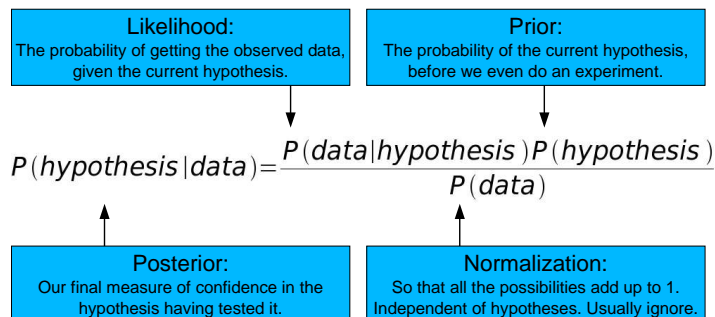 Likelihood:
The probability of getting the observed data,
given the current hypothesis.
Prior:
The probability of the current hypothesis,
before we even do an experiment.
P(hypothesis|data)=P(data|hypothesis)P(hypothesis)
P(data)
Posterior:
Our final measure of confidence in the
hypothesis having tested it.
Normalization:
So that all the possibilities add up to 1.
Independent of hypotheses. Usually ignore.